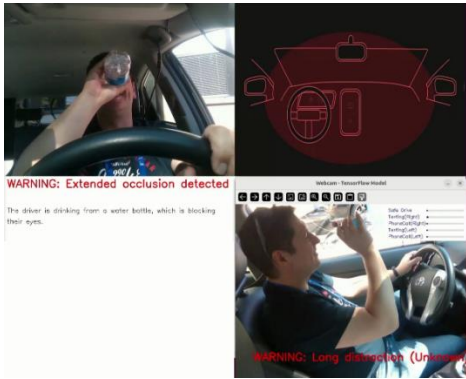 WARNING: Extended occlusion detected
The driver is drinking from a water bottle, which is blocking
their eyes.
Webcam - TensorFlow Model
Safe Drive
Texting(Right)
PhoneCall(Right)
Texting(Left)
PhoneCall(Left)
WARNING: Long distraction (Unknown